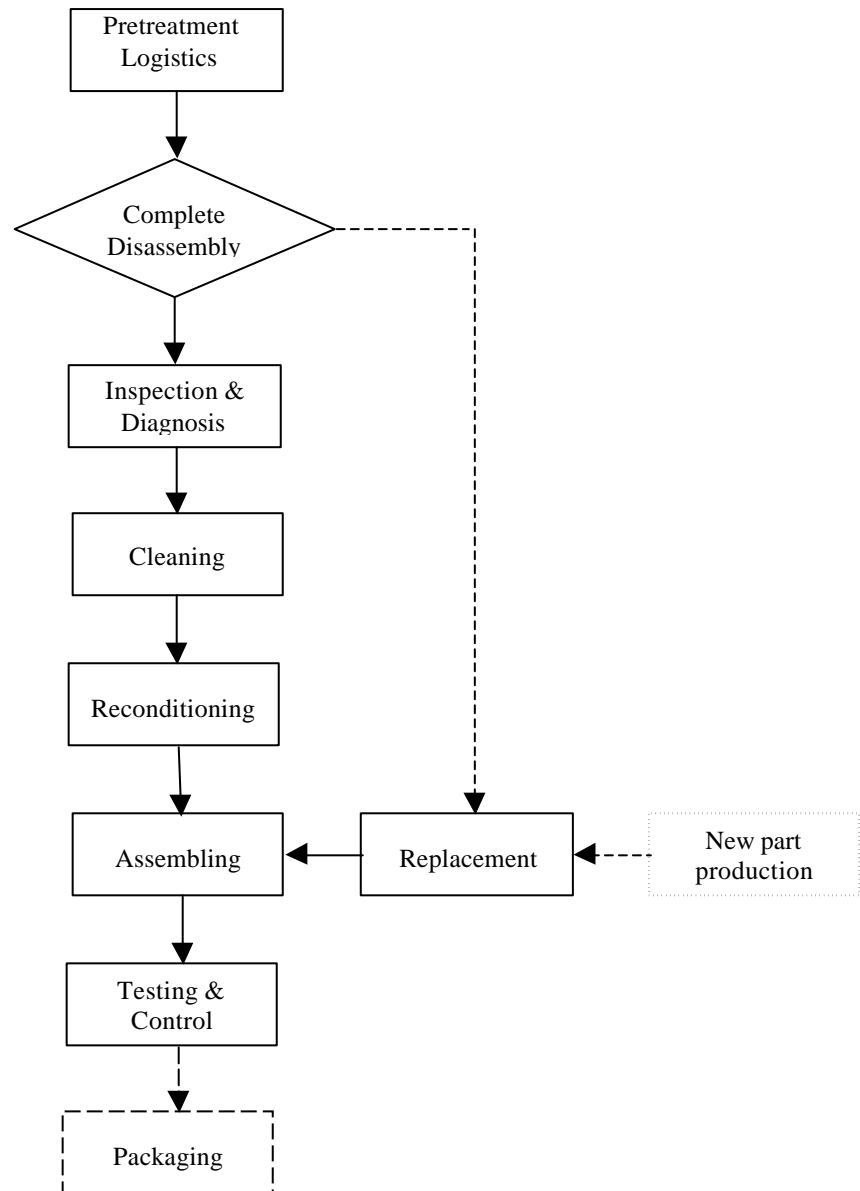 Pretreatment
Logistics
Complete
Disassembly
Inspection &
Diagnosis
Cleaning
Reconditioning
Assembling
Replacement
New part
production
Testing &
Control
Packaging